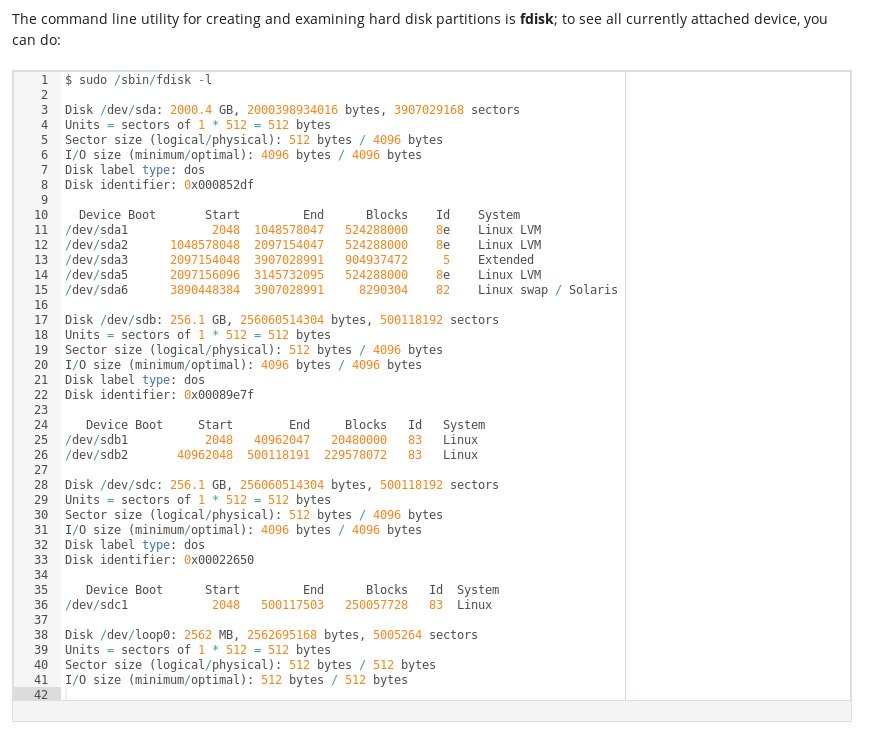 The command line utility for creating and examining hard disk partitions is fdisk; to see all currently attached device, you
can do:
1 $ sudo /sbin/fdisk -l
2
3 Disk /dev/sda: 2000.4 GB, 2000398934016 bytes, 3907029168 sectors
4 Units = sectors of 1 * 512 = 512 bytes
5 Sector size (logical/physical): 512 bytes / 4096 bytes
6 I/O size (minimum/optimal): 4096 bytes / 4096 bytes
7 Disk label type: dos
8 Disk identifier: 0x000852df
9
10 Device Boot Start End Blocks Id System
11 /dev/sda1 2048 1048578047 524288000 8e Linux LVM
12 /dev/sda2 1048578048 2097154047 524288000 8e Linux LVM
13 /dev/sda3 2097154048 3907028991 904937472 5 Extended
14 /dev/sda5 2097156096 3145732095 524288000 8e Linux LVM
15 /dev/sda6 3890448384 3907028991 8290304 82 Linux swap / Solaris
16
17 Disk /dev/sdb: 256.1 GB, 256060514304 bytes, 500118192 sectors
18 Units = sectors of 1 * 512 = 512 bytes
19 Sector size (logical/physical): 512 bytes / 4096 bytes
20 I/O size (minimum/optimal): 4096 bytes / 4096 bytes
21 Disk label type: dos
22 Disk identifier: 0x00089e7f
23
24 Device Boot Start End Blocks Id System
25 /dev/sdb1 2048 40962047 20480000 83 Linux
26 /dev/sdb2 40962048 500118191 229578072 83 Linux
27
28 Disk /dev/sdc: 256.1 GB, 256060514304 bytes, 500118192 sectors
29 Units = sectors of 1 * 512 = 512 bytes
30 Sector size (logical/physical): 512 bytes / 4096 bytes
31 I/O size (minimum/optimal): 4096 bytes / 4096 bytes
32 Disk label type: dos
33 Disk identifier: 0x00022650
34
35 Device Boot Start End Blocks Id System
36 /dev/sdc1 2048 500117503 250057728 83 Linux
37
38 Disk /dev/loop0: 2562 MB, 2562695168 bytes, 5005264 sectors
39 Units = sectors of 1 * 512 = 512 bytes
40 Sector size (logical/physical): 512 bytes / 512 bytes
41 I/O size (minimum/optimal): 512 bytes / 512 bytes
42